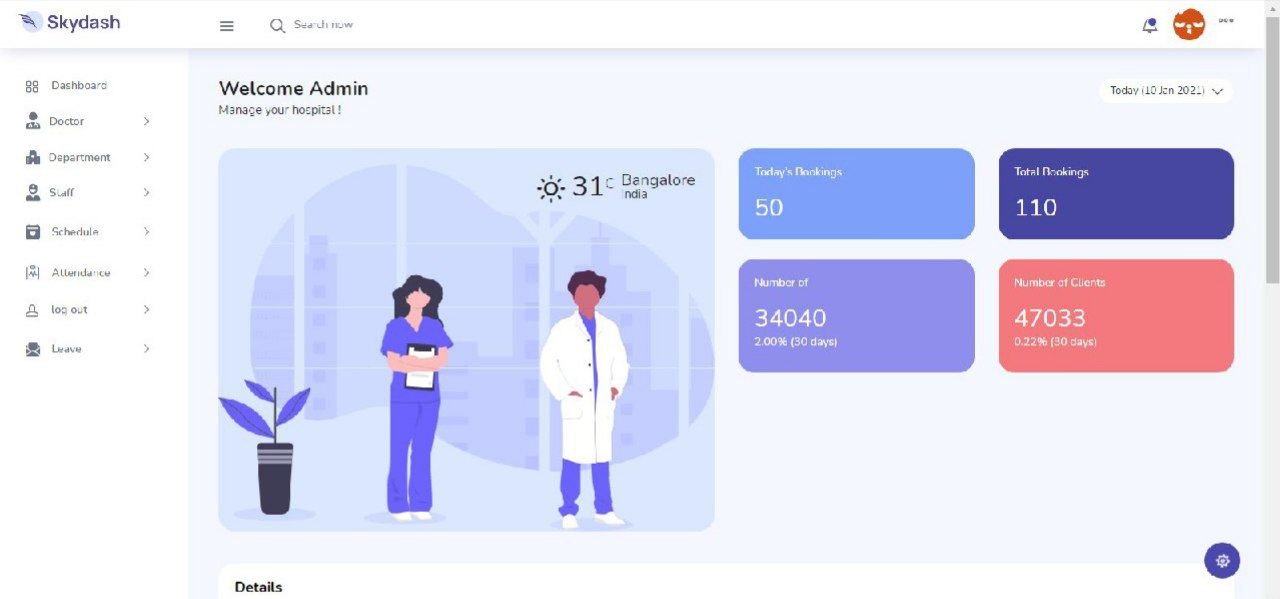 Skydash
Search now
Dashboard
Doctor
Department
Staff
Schedule
Attendance
log out
Leave
Welcome Admin
Manage your hospital !
Today (10 Jan 2021)
31C Bangalore
India
Today's Bookings
50
Total Bookings
110
Number of
34040
2.00% (30 days)
Number of Clients
47033
0.22% (30 days)
Details